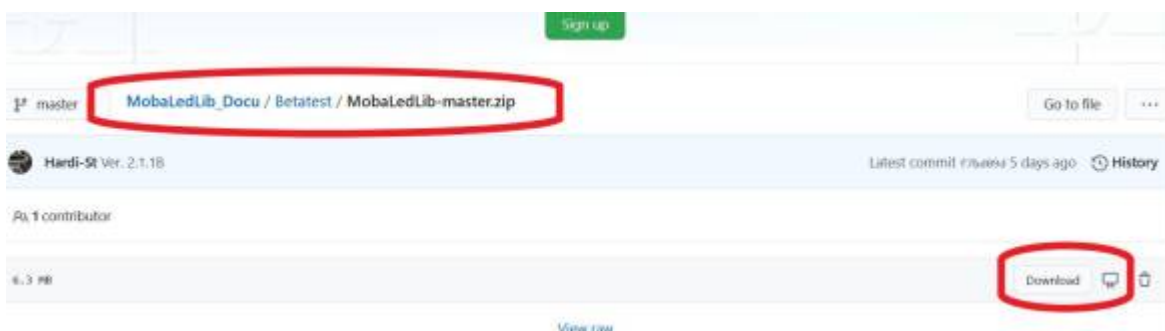 Sign up
master
MobaLedLib_Docu / Betatest / MobaLedLib-master.zip
Go to file ...
Hardi-St Ver. 2.1.1B
Latest commit 5 days ago History
1 contributor
6.3 MB
Download
View raw